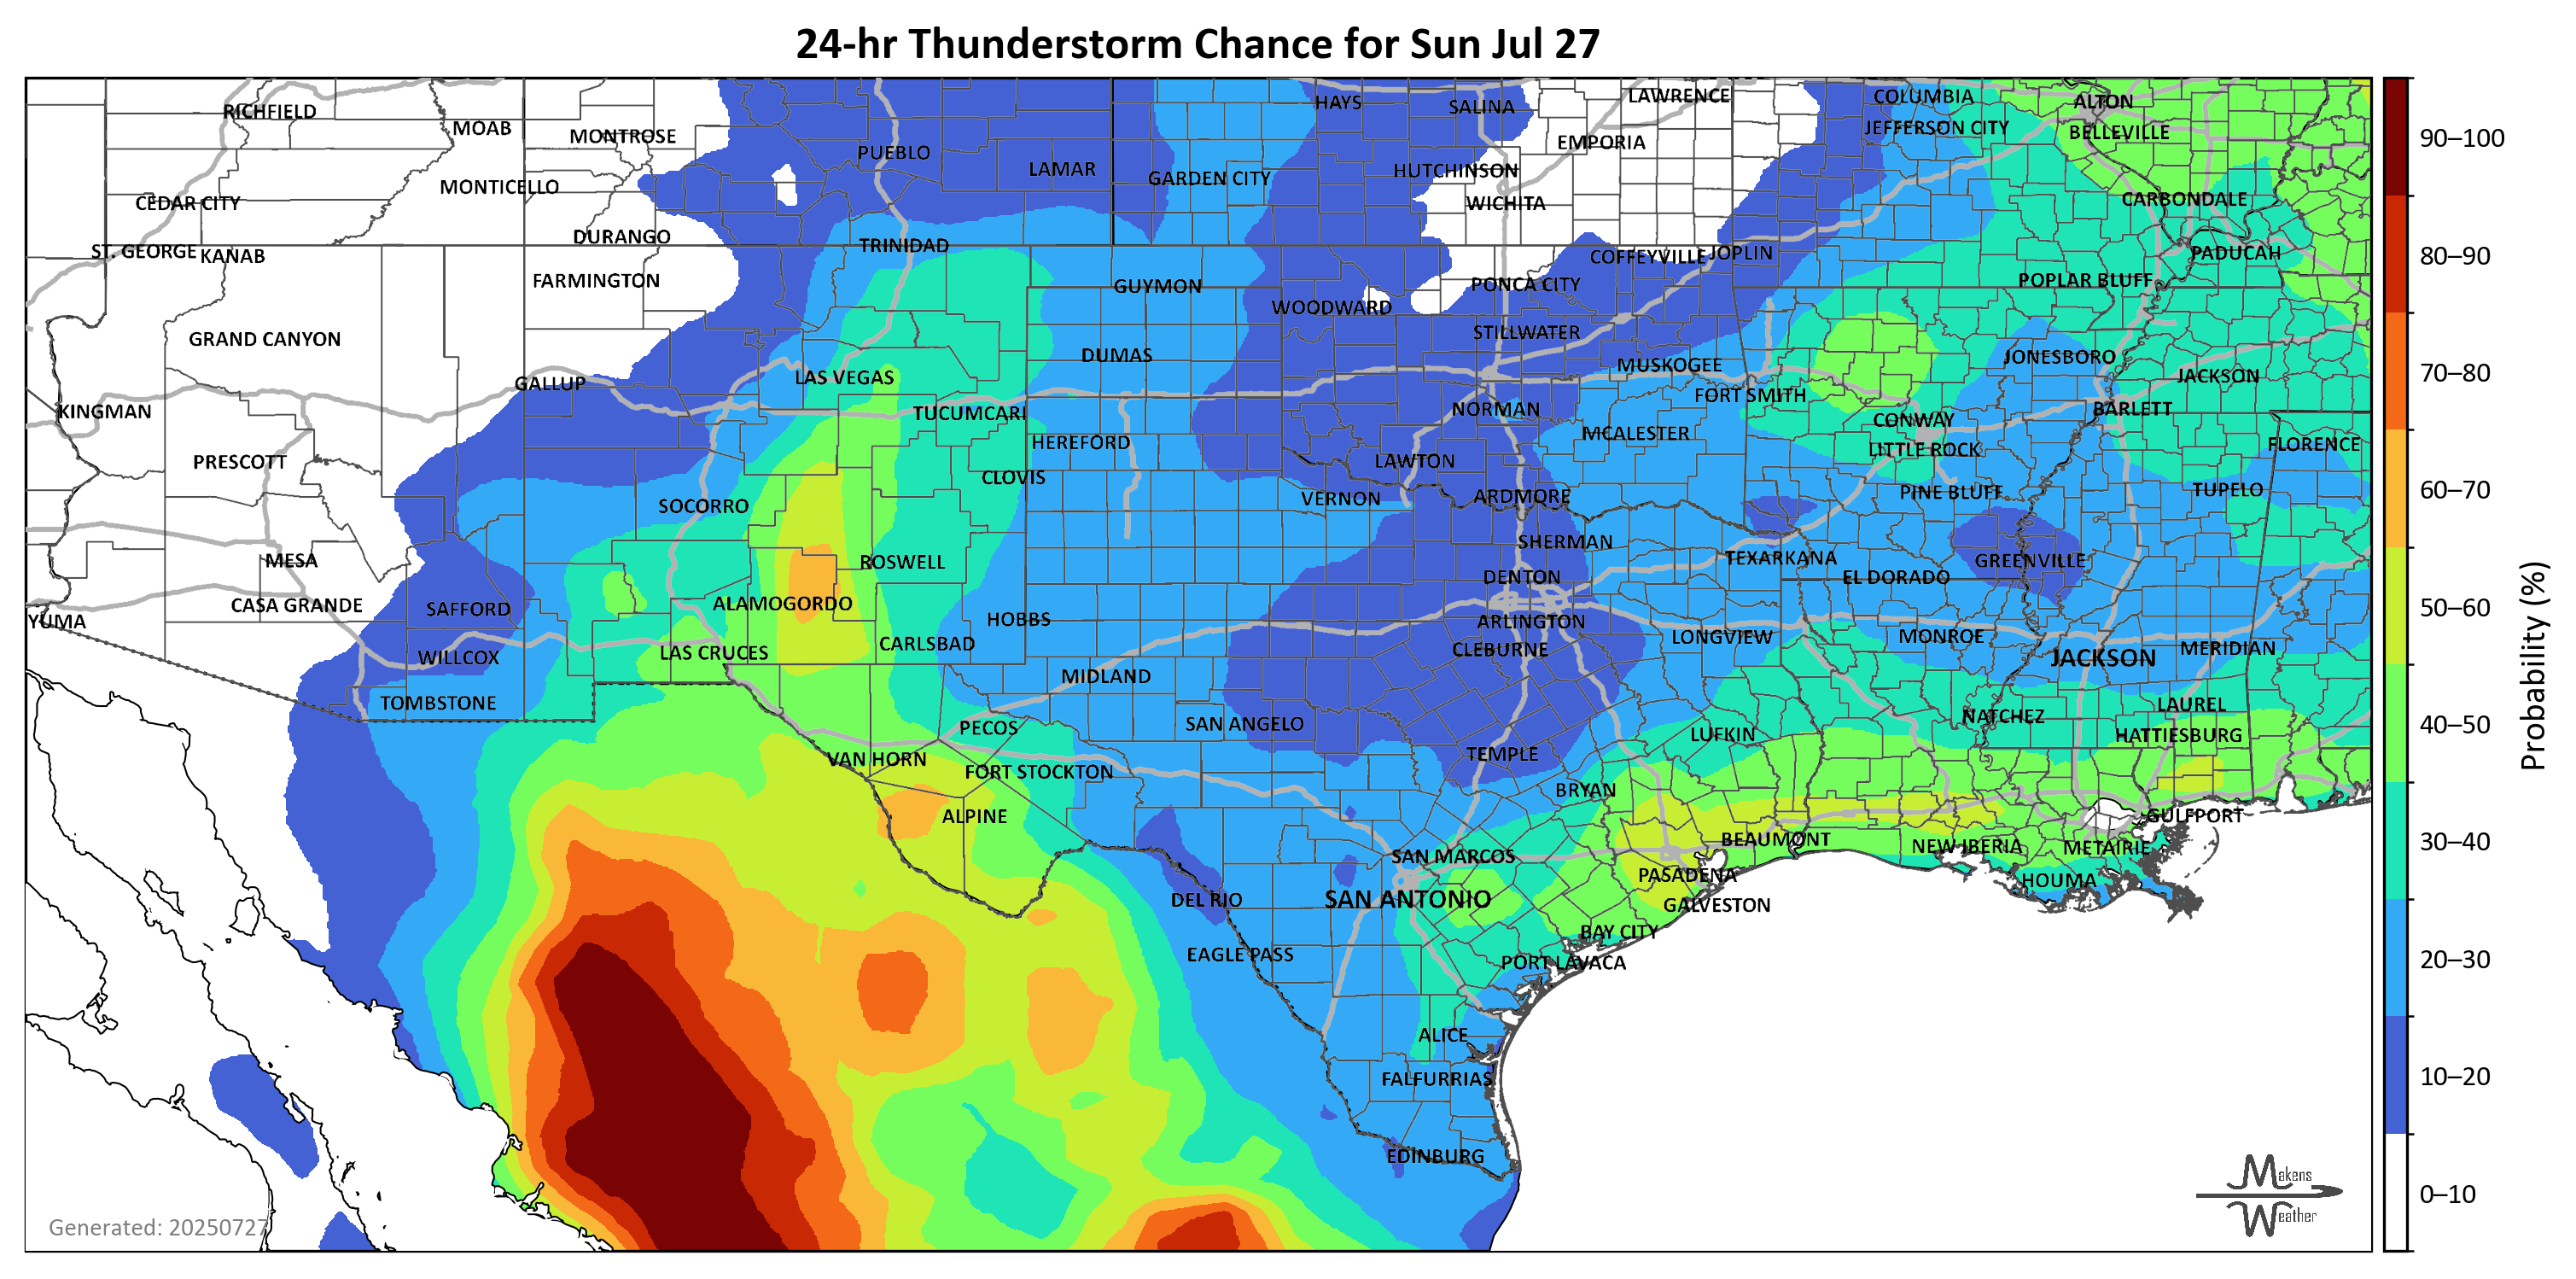 24-hr Thunderstorm Chance for Sun Jul 27
RICHFIELD
MOAB
MONTROSE
PUEBLO
LAMAR
HAYS
SALINA
LAWRENCE
COLUMBIA
ALTON
JEFFERSON CITY
BELLEVILLE
EMPORIA
HUTCHINSON
GARDEN CITY
MONTICELLO
CEDAR CITY
WICHITA
CARBONDALE
ST. GEORGE
KANAB
DURANGO
TRINIDAD
COFFEYVILLE
JOPLIN
PADUCAH
FARMINGTON
GUYMON
PONCA CITY
POPLAR BLUFF
WOODWARD
STILLWATER
GRAND CANYON
DUMAS
MUSKOGEE
JONESBORO
GALLUP
LAS VEGAS
JACKSON
KINGMAN
TUCUMCARI
NORMAN
FORT SMITH
BARLETT
CONWAY
HEREFORD
MCALESTER
LITTLE ROCK
FLORENCE
PRESCOTT
CLOVIS
LAWTON
VERNON
ARDMORE
PINE BLUFF
TUPELO
SOCORRO
SHERMAN
MESA
ROSWELL
TEXARKANA
GREENVILLE
DENTON
EL DORADO
CASA GRANDE
SAFFORD
ALAMOGORDO
YUMA
HOBBS
ARLINGTON
LONGVIEW
MONROE
CARLSBAD
CLEBURNE
MERIDIAN
WILLCOX
LAS CRUCES
JACKSON
MIDLAND
TOMBSTONE
LAUREL
PECOS
SAN ANGELO
NATCHEZ
LUFKIN
HATTIESBURG
VAN HORN
TEMPLE
FORT STOCKTON
BRYAN
ALPINE
GULFPORT
BEAUMONT
NEW IBERIA
METAIRIE
SAN MARCOS
PASADENA
HOUMA
DEL RIO
SAN ANTONIO
GALVESTON
BAY CITY
EAGLE PASS
PORT LAVACA
ALICE
FALFURRIAS
EDINBURG
Generated: 20250727
Makens
Weather
90–100
80–90
70–80
60–70
50–60
40–50
30–40
20–30
10–20
0–10
Probability (%)